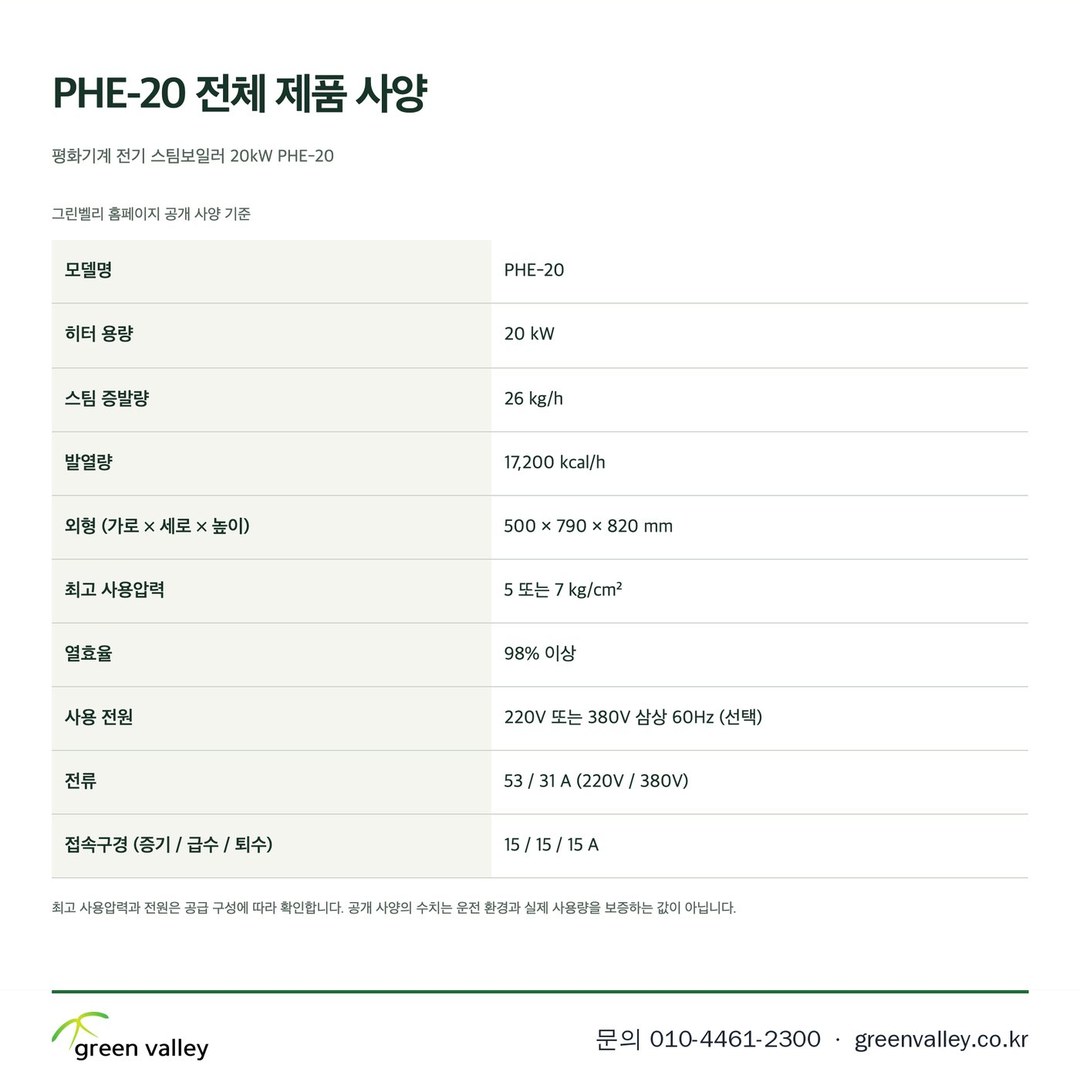 PHE-20 전체 제품 사양
평화기계 전기 스팀보일러 20kW PHE-20
그린벨리 홈페이지 공개 사양 기준
모델명 PHE-20
히터 용량 20 kW
스팀 증발량 26 kg/h
발열량 17,200 kcal/h
외형 (가로 × 세로 × 높이) 500 × 790 × 820 mm
최고 사용압력 5 또는 7 kg/cm²
열효율 98% 이상
사용 전원 220V 또는 380V 삼상 60Hz (선택)
전류 53 / 31 A (220V / 380V)
접속구경 (증기 / 급수 / 퇴수) 15 / 15 / 15 A
최고 사용압력과 전원은 공급 구성에 따라 확인합니다. 공개 사양의 수치는 운전 환경과 실제 사용량을 보증하는 값이 아닙니다.
green valley 문의 010-4461-2300 · greenvalley.co.kr